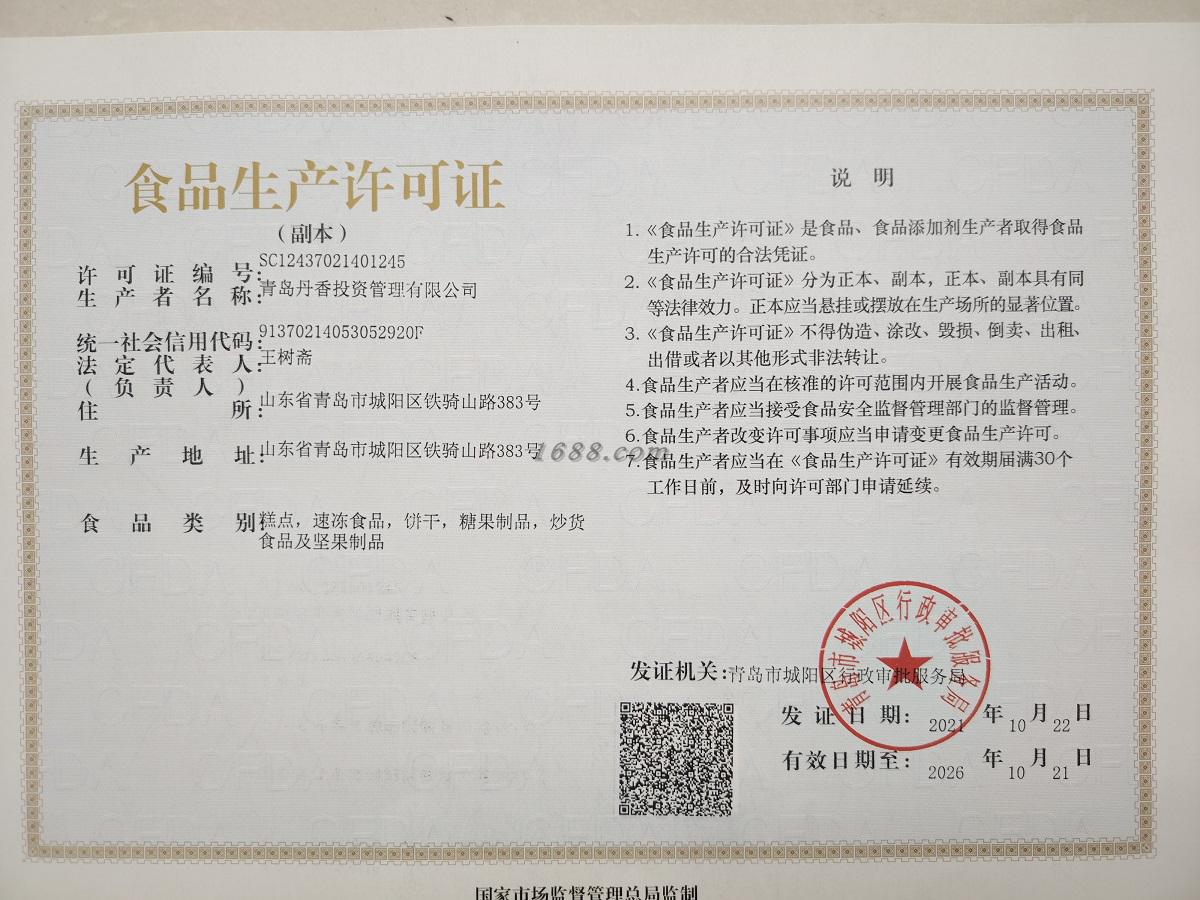 食品生产许可证
（副本）
许可证编号：SC12437021401245
生产者名称：青岛丹香投资管理有限公司
统一社会信用代码：91370214053052920F
法定代表人：王树斋
（负责人）
住所：山东省青岛市城阳区铁骑山路383号
生产地址：山东省青岛市城阳区铁骑山路383号
食品类别：糕点，速冻食品，饼干，糖果制品，炒货
食品及坚果制品
说明
1.《食品生产许可证》是食品、食品添加剂生产者取得食品
生产许可的合法凭证。
2.《食品生产许可证》分为正本、副本，正本、副本具有同
等法律效力。正本应当悬挂或摆放在生产场所的显著位置。
3.《食品生产许可证》不得伪造、涂改、毁损、倒卖、出租、
出借或者以其他形式非法转让。
4.食品生产者应当在核准的许可范围内开展食品生产活动。
5.食品生产者应当接受食品安全监督管理部门的监督管理。
6.食品生产者改变许可事项应当申请变更食品生产许可。
7.食品生产者应当在《食品生产许可证》有效期届满30个
工作日前，及时向许可部门申请延续。
1688.com
发证机关：青岛市城阳区行政审批服务局
青岛市城阳区行政审批服务局
发证日期：2021年10月22日
有效日期至：2026年10月21日
国家市场监督管理总局监制